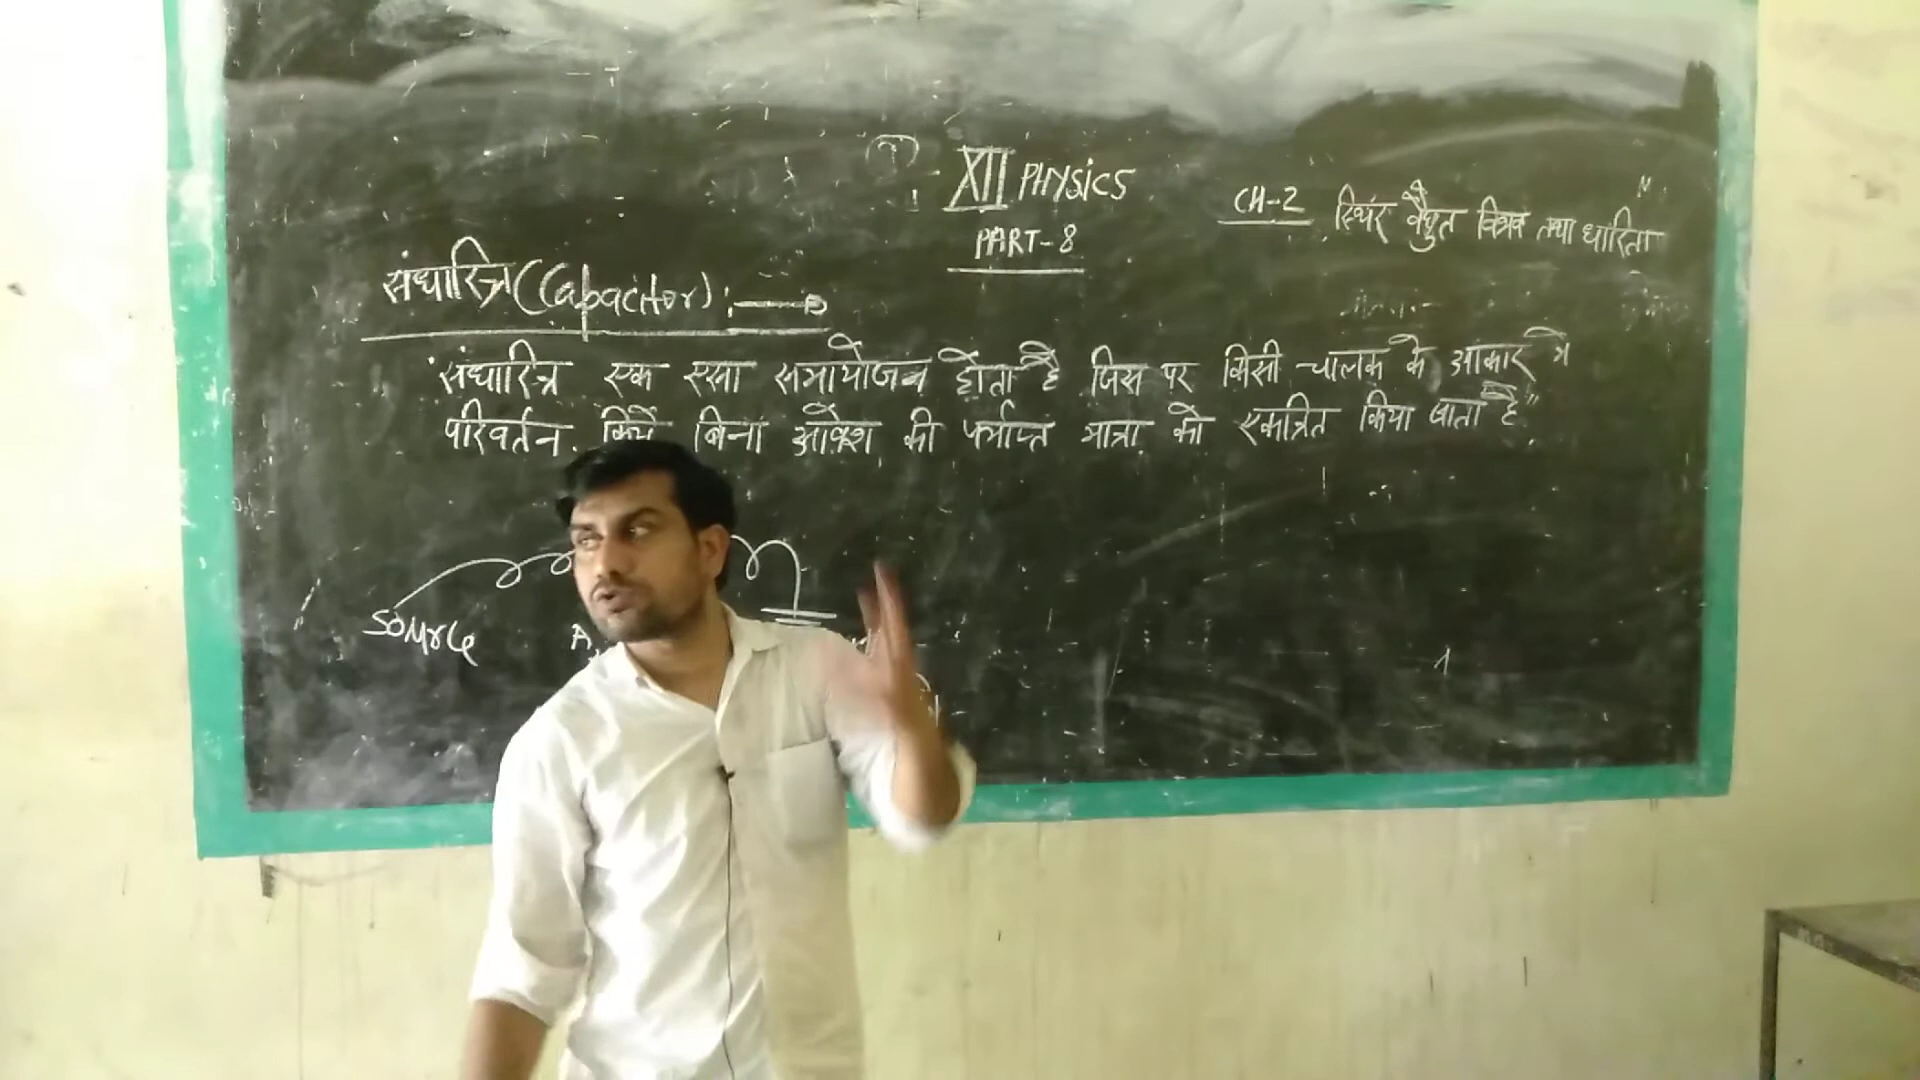 XII PHYSICS
PART-8
CH-2 स्थिर वैद्युत विभव तथा धारिता
संधारित्र (Capacitor) :—
"संधारित्र एक एसा समायोजन होता है जिस पर किसी चालक के आकार मे
परिवर्तन किये बिना आवेश की पर्याप्त मात्रा को एकत्रित किया जाता है"
Source
A